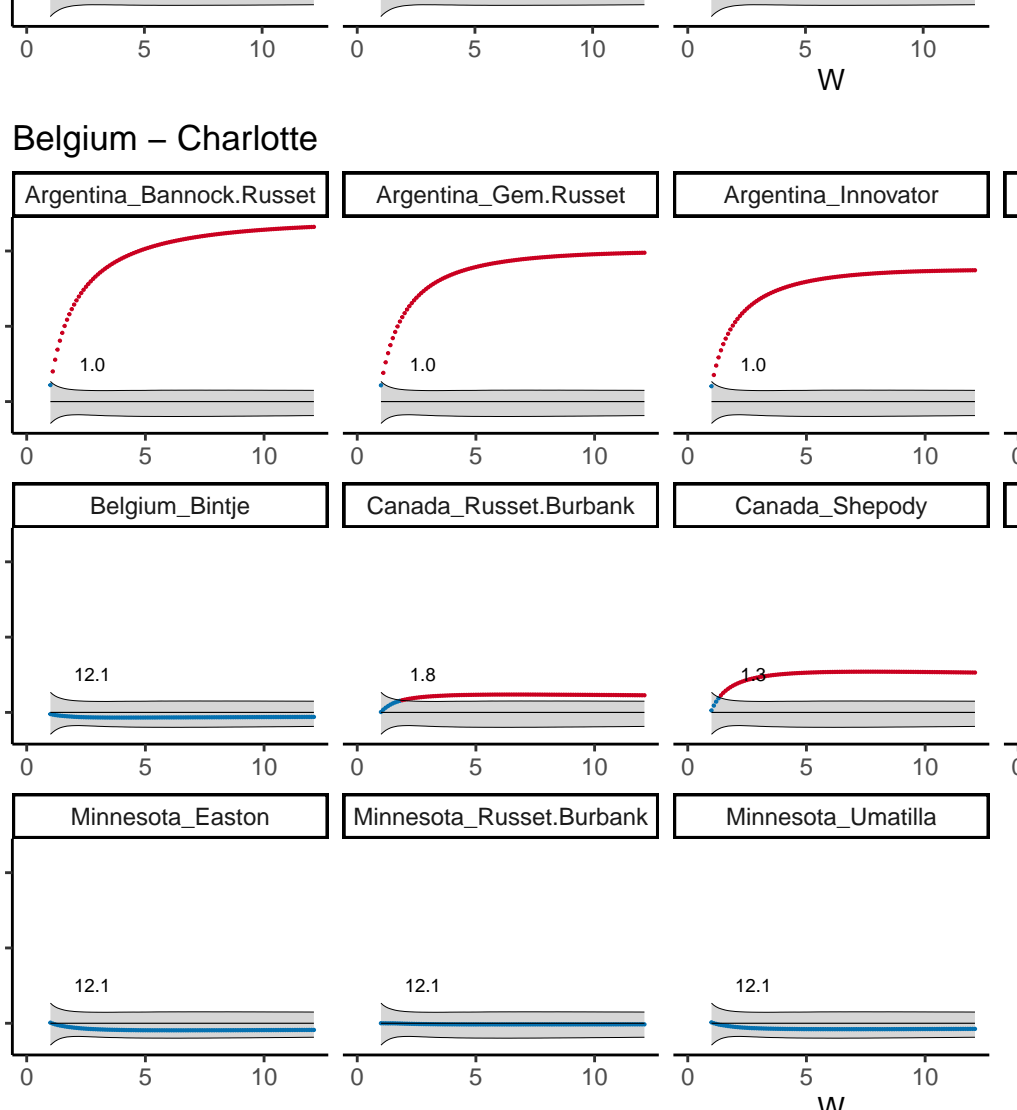 0 5 10 0 5 10 0 5 10
W
Belgium – Charlotte
Argentina_Bannock.Russet Argentina_Gem.Russet Argentina_Innovator
1.0 1.0 1.0
0 5 10 0 5 10 0 5 10
Belgium_Bintje Canada_Russet.Burbank Canada_Shepody
12.1 1.8 1.3
0 5 10 0 5 10 0 5 10
Minnesota_Easton Minnesota_Russet.Burbank Minnesota_Umatilla
12.1 12.1 12.1
0 5 10 0 5 10 0 5 10
W